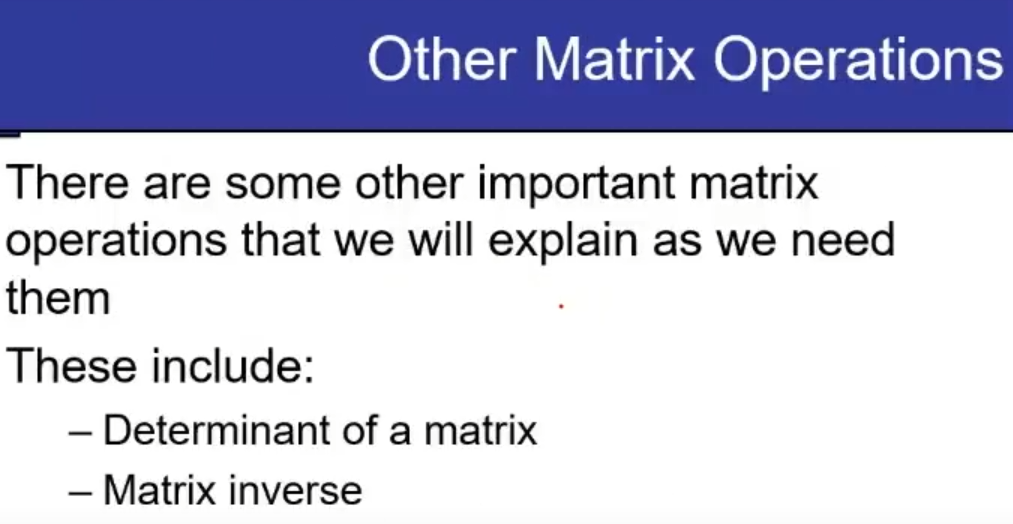 Other Matrix Operations
There are some other important matrix
operations that we will explain as we need
them
These include:
– Determinant of a matrix
– Matrix inverse